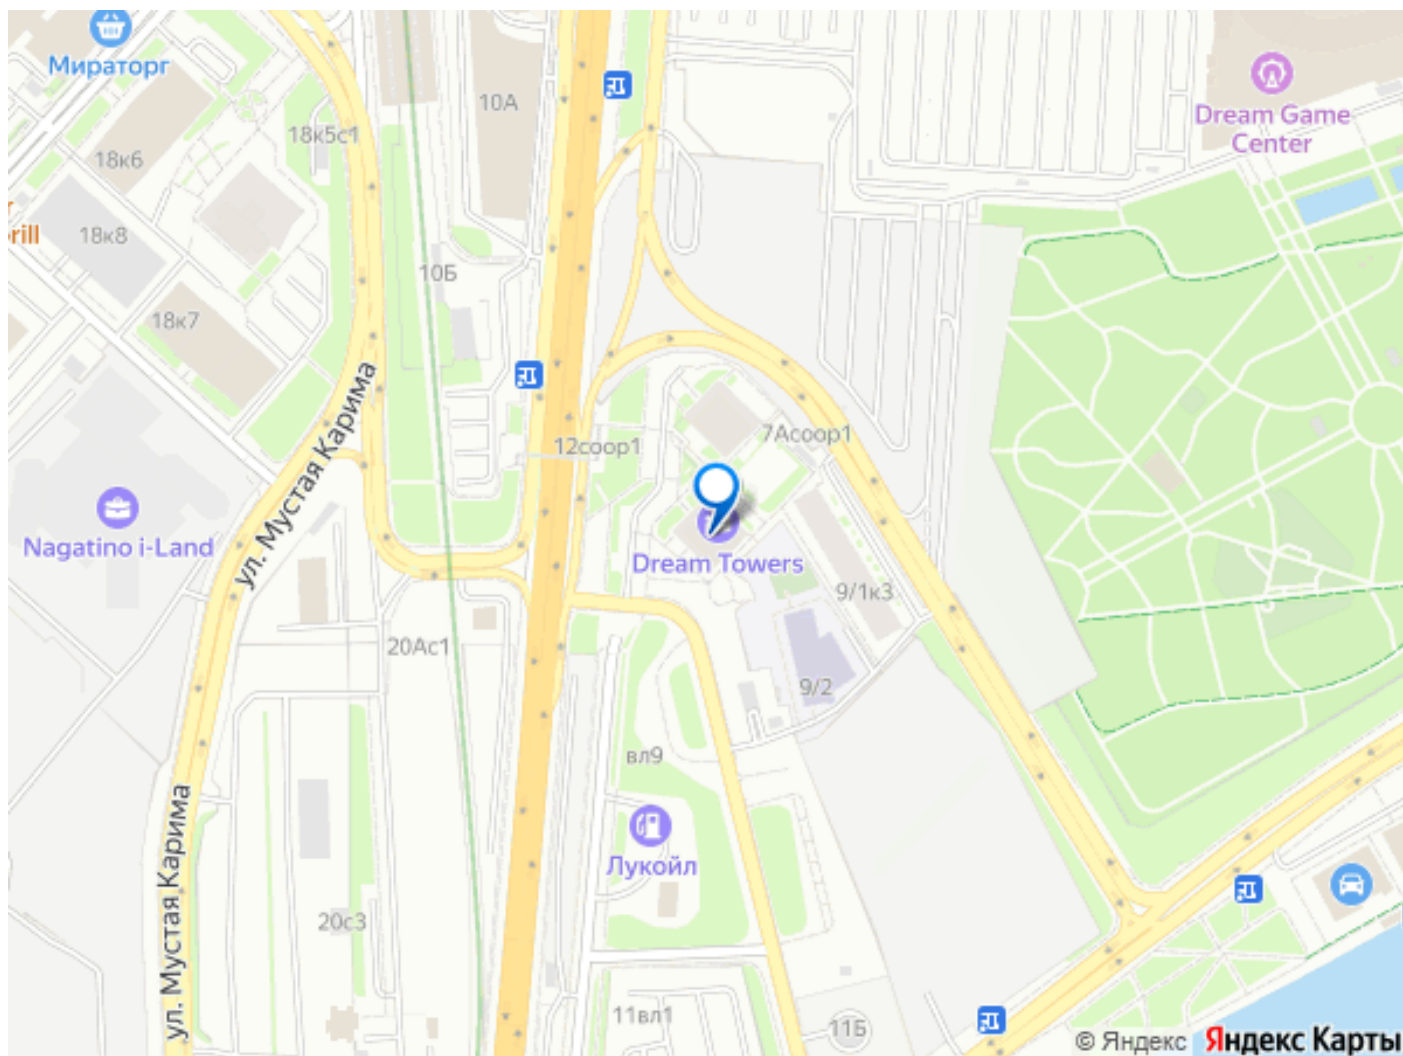 Мираторг
10А
18к5с1
18к6
Dream Game
Center
rill
18к8
10Б
18к7
ул. Мустая Карима
12соор1
7Асоор1
Nagatino i-Land
Dream Towers
9/1к3
20Ас1
9/2
вл9
ул. Мустая Карима
Лукойл
20с3
11вл1
11Б
© Яндекс Яндекс Карты